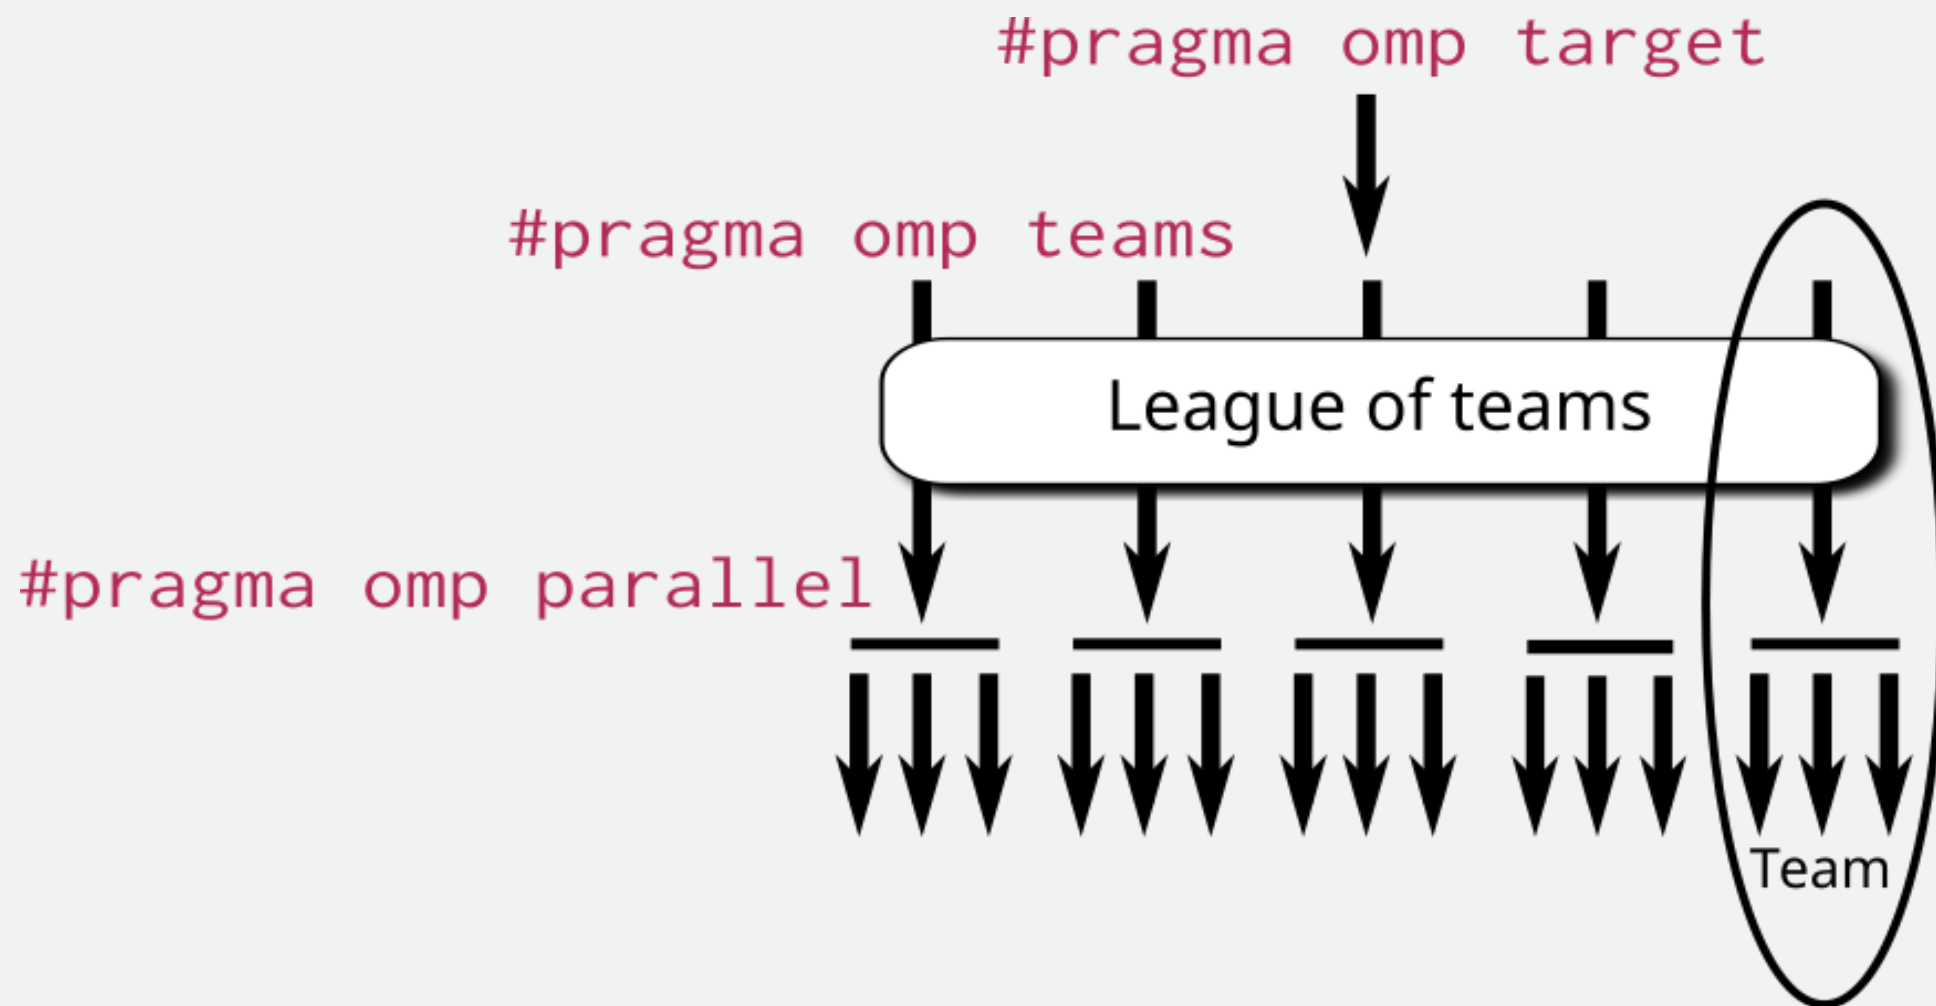 #pragma omp target
#pragma omp teams
League of teams
#pragma omp parallel
Team